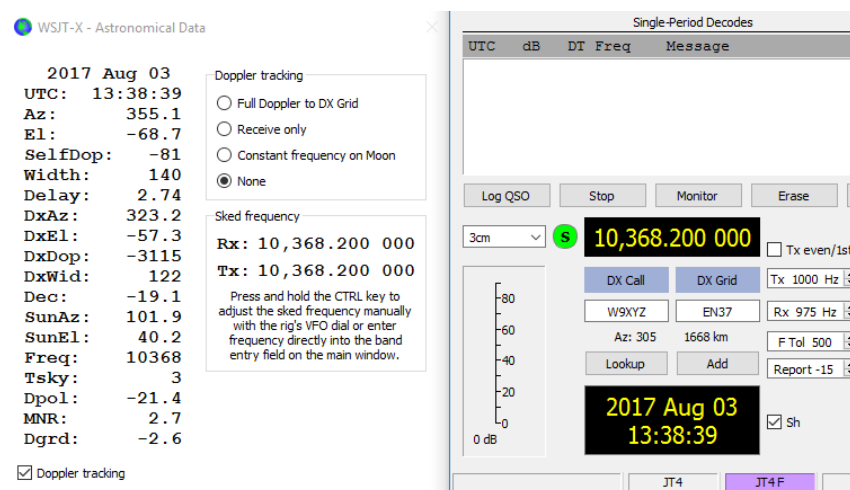 WSJT-X - Astronomical Data
2017 Aug 03
UTC: 13:38:39
Az: 355.1
El: -68.7
SelfDop: -81
Width: 140
Delay: 2.74
DxAz: 323.2
DxEl: -57.3
DxDop: -3115
DxWid: 122
Dec: -19.1
SunAz: 101.9
SunEl: 40.2
Freq: 10368
Tsky: 3
Dpol: -21.4
MNR: 2.7
Dgrd: -2.6
Doppler tracking
Doppler tracking
Full Doppler to DX Grid
Receive only
Constant frequency on Moon
None
Sked frequency
Rx: 10,368.200 000
Tx: 10,368.200 000
Press and hold the CTRL key to
adjust the sked frequency manually
with the rig's VFO dial or enter
frequency directly into the band
entry field on the main window.
Single-Period Decodes
UTC dB DT Freq Message
Log QSO Stop Monitor Erase
3cm S 10,368.200 000
Tx even/1st
DX Call DX Grid Tx 1000 Hz
W9XYZ EN37 Rx 975 Hz
Az: 305 1668 km F Tol 500
Lookup Add Report -15
-80
-60
-40
-20
-0
0 dB
2017 Aug 03
13:38:39
Sh
JT4 JT4F